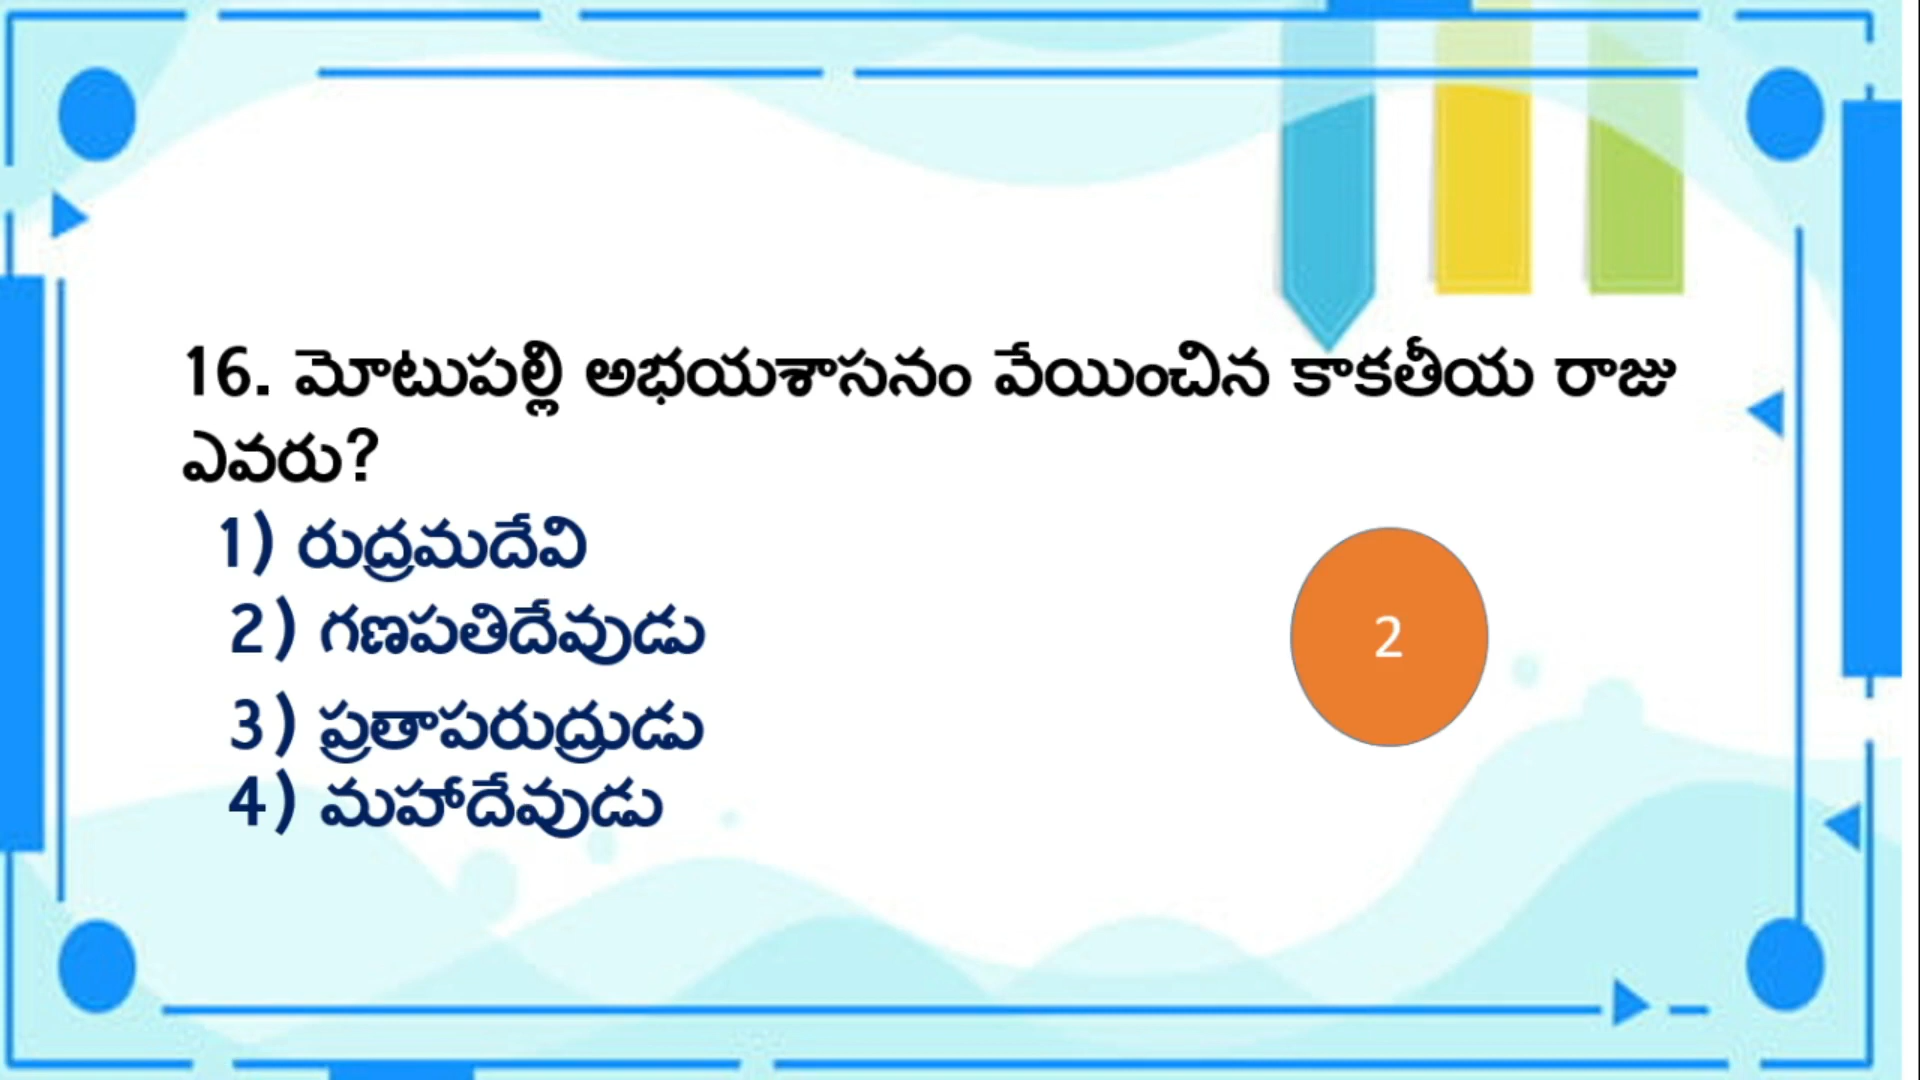 16. మోటుపల్లి అభయశాసనం వేయించిన కాకతీయ రాజు
ఎవరు?
1) రుద్రమదేవి
2) గణపతిదేవుడు
2
3) ప్రతాపరుద్రుడు
4) మహాదేవుడు